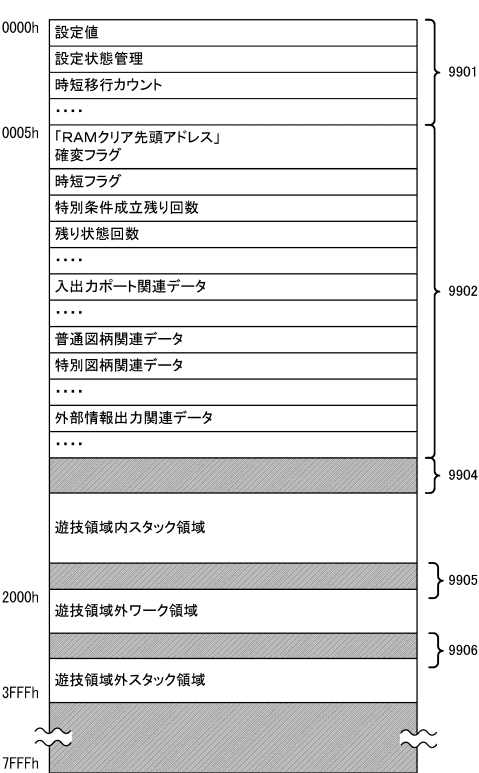 0000h
設定値
設定状態管理
時短移行カウント
････
9901
0005h
「RAMクリア先頭アドレス」
確変フラグ
時短フラグ
特別条件成立残り回数
残り状態回数
････
入出力ポート関連データ
････
普通図柄関連データ
特別図柄関連データ
････
外部情報出力関連データ
････
9902
9904
遊技領域内スタック領域
9905
2000h
遊技領域外ワーク領域
9906
遊技領域外スタック領域
3FFFh
7FFFh